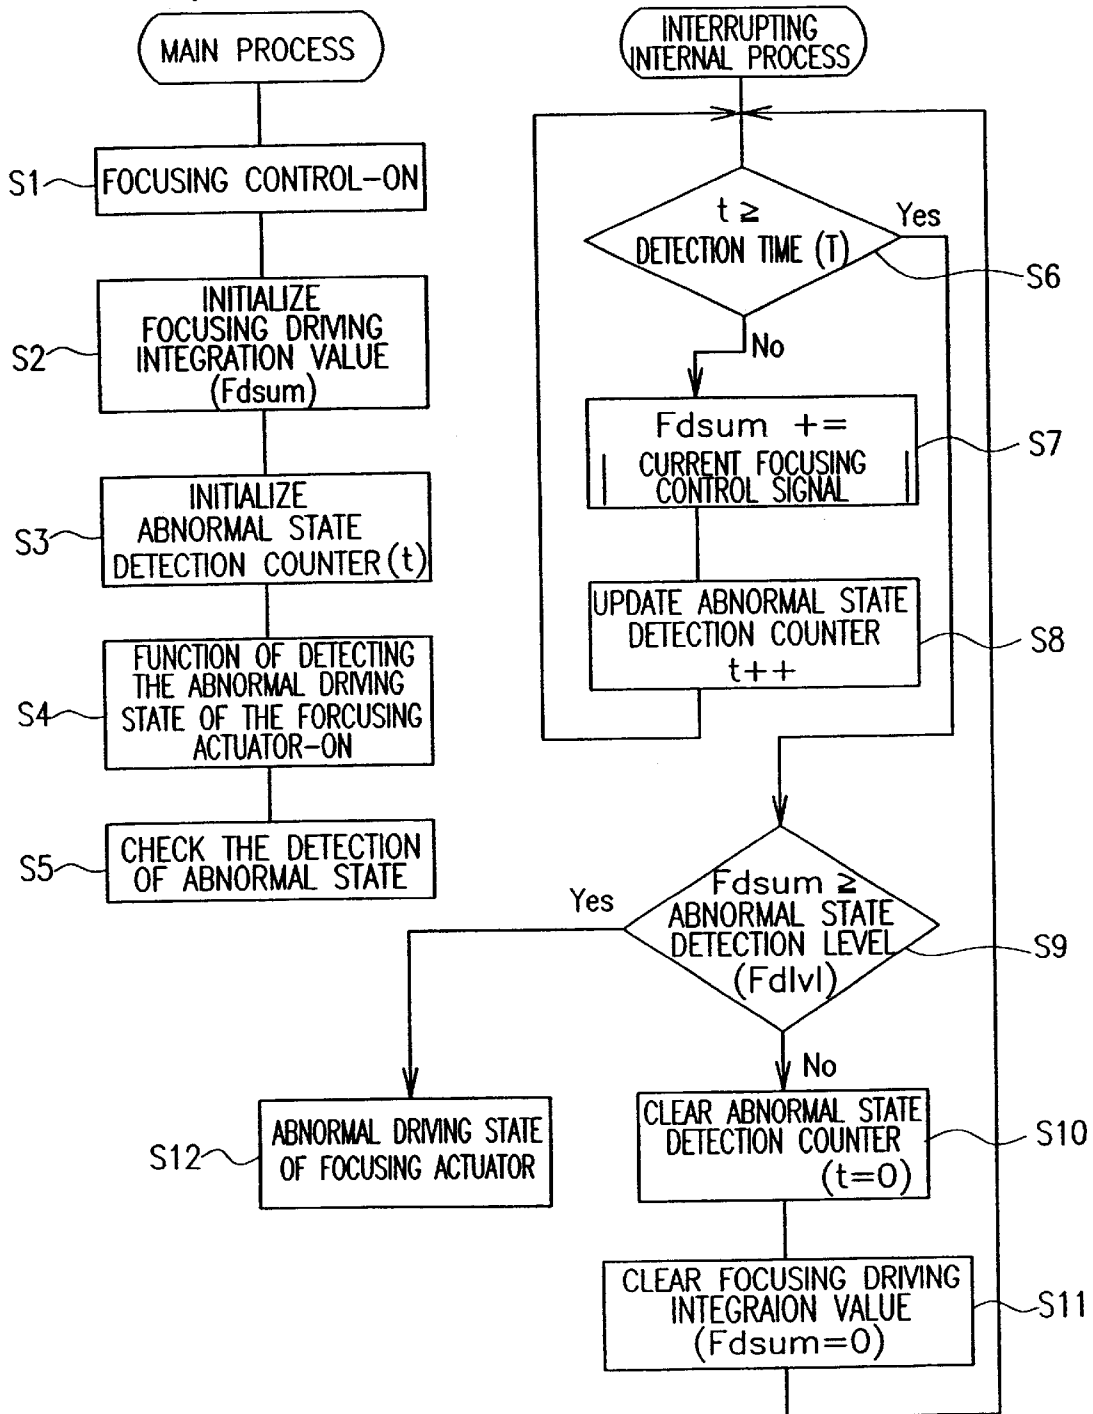 MAIN PROCESS
S1
FOCUSING CONTROL-ON
S2
INITIALIZE
FOCUSING DRIVING
INTEGRATION VALUE
(Fdsum)
S3
INITIALIZE
ABNORMAL STATE
DETECTION COUNTER (t)
S4
FUNCTION OF DETECTING
THE ABNORMAL DRIVING
STATE OF THE FORCUSING
ACTUATOR-ON
S5
CHECK THE DETECTION
OF ABNORMAL STATE
INTERRUPTING
INTERNAL PROCESS
t ≥
DETECTION TIME (T)
Yes
S6
No
Fdsum +=
| CURRENT FOCUSING
CONTROL SIGNAL |
S7
UPDATE ABNORMAL STATE
DETECTION COUNTER
t++
S8
Fdsum ≥
ABNORMAL STATE
DETECTION LEVEL
(Fdlvl)
Yes
S9
No
S12
ABNORMAL DRIVING STATE
OF FOCUSING ACTUATOR
CLEAR ABNORMAL STATE
DETECTION COUNTER
(t=0)
S10
CLEAR FOCUSING DRIVING
INTEGRAION VALUE
(Fdsum=0)
S11